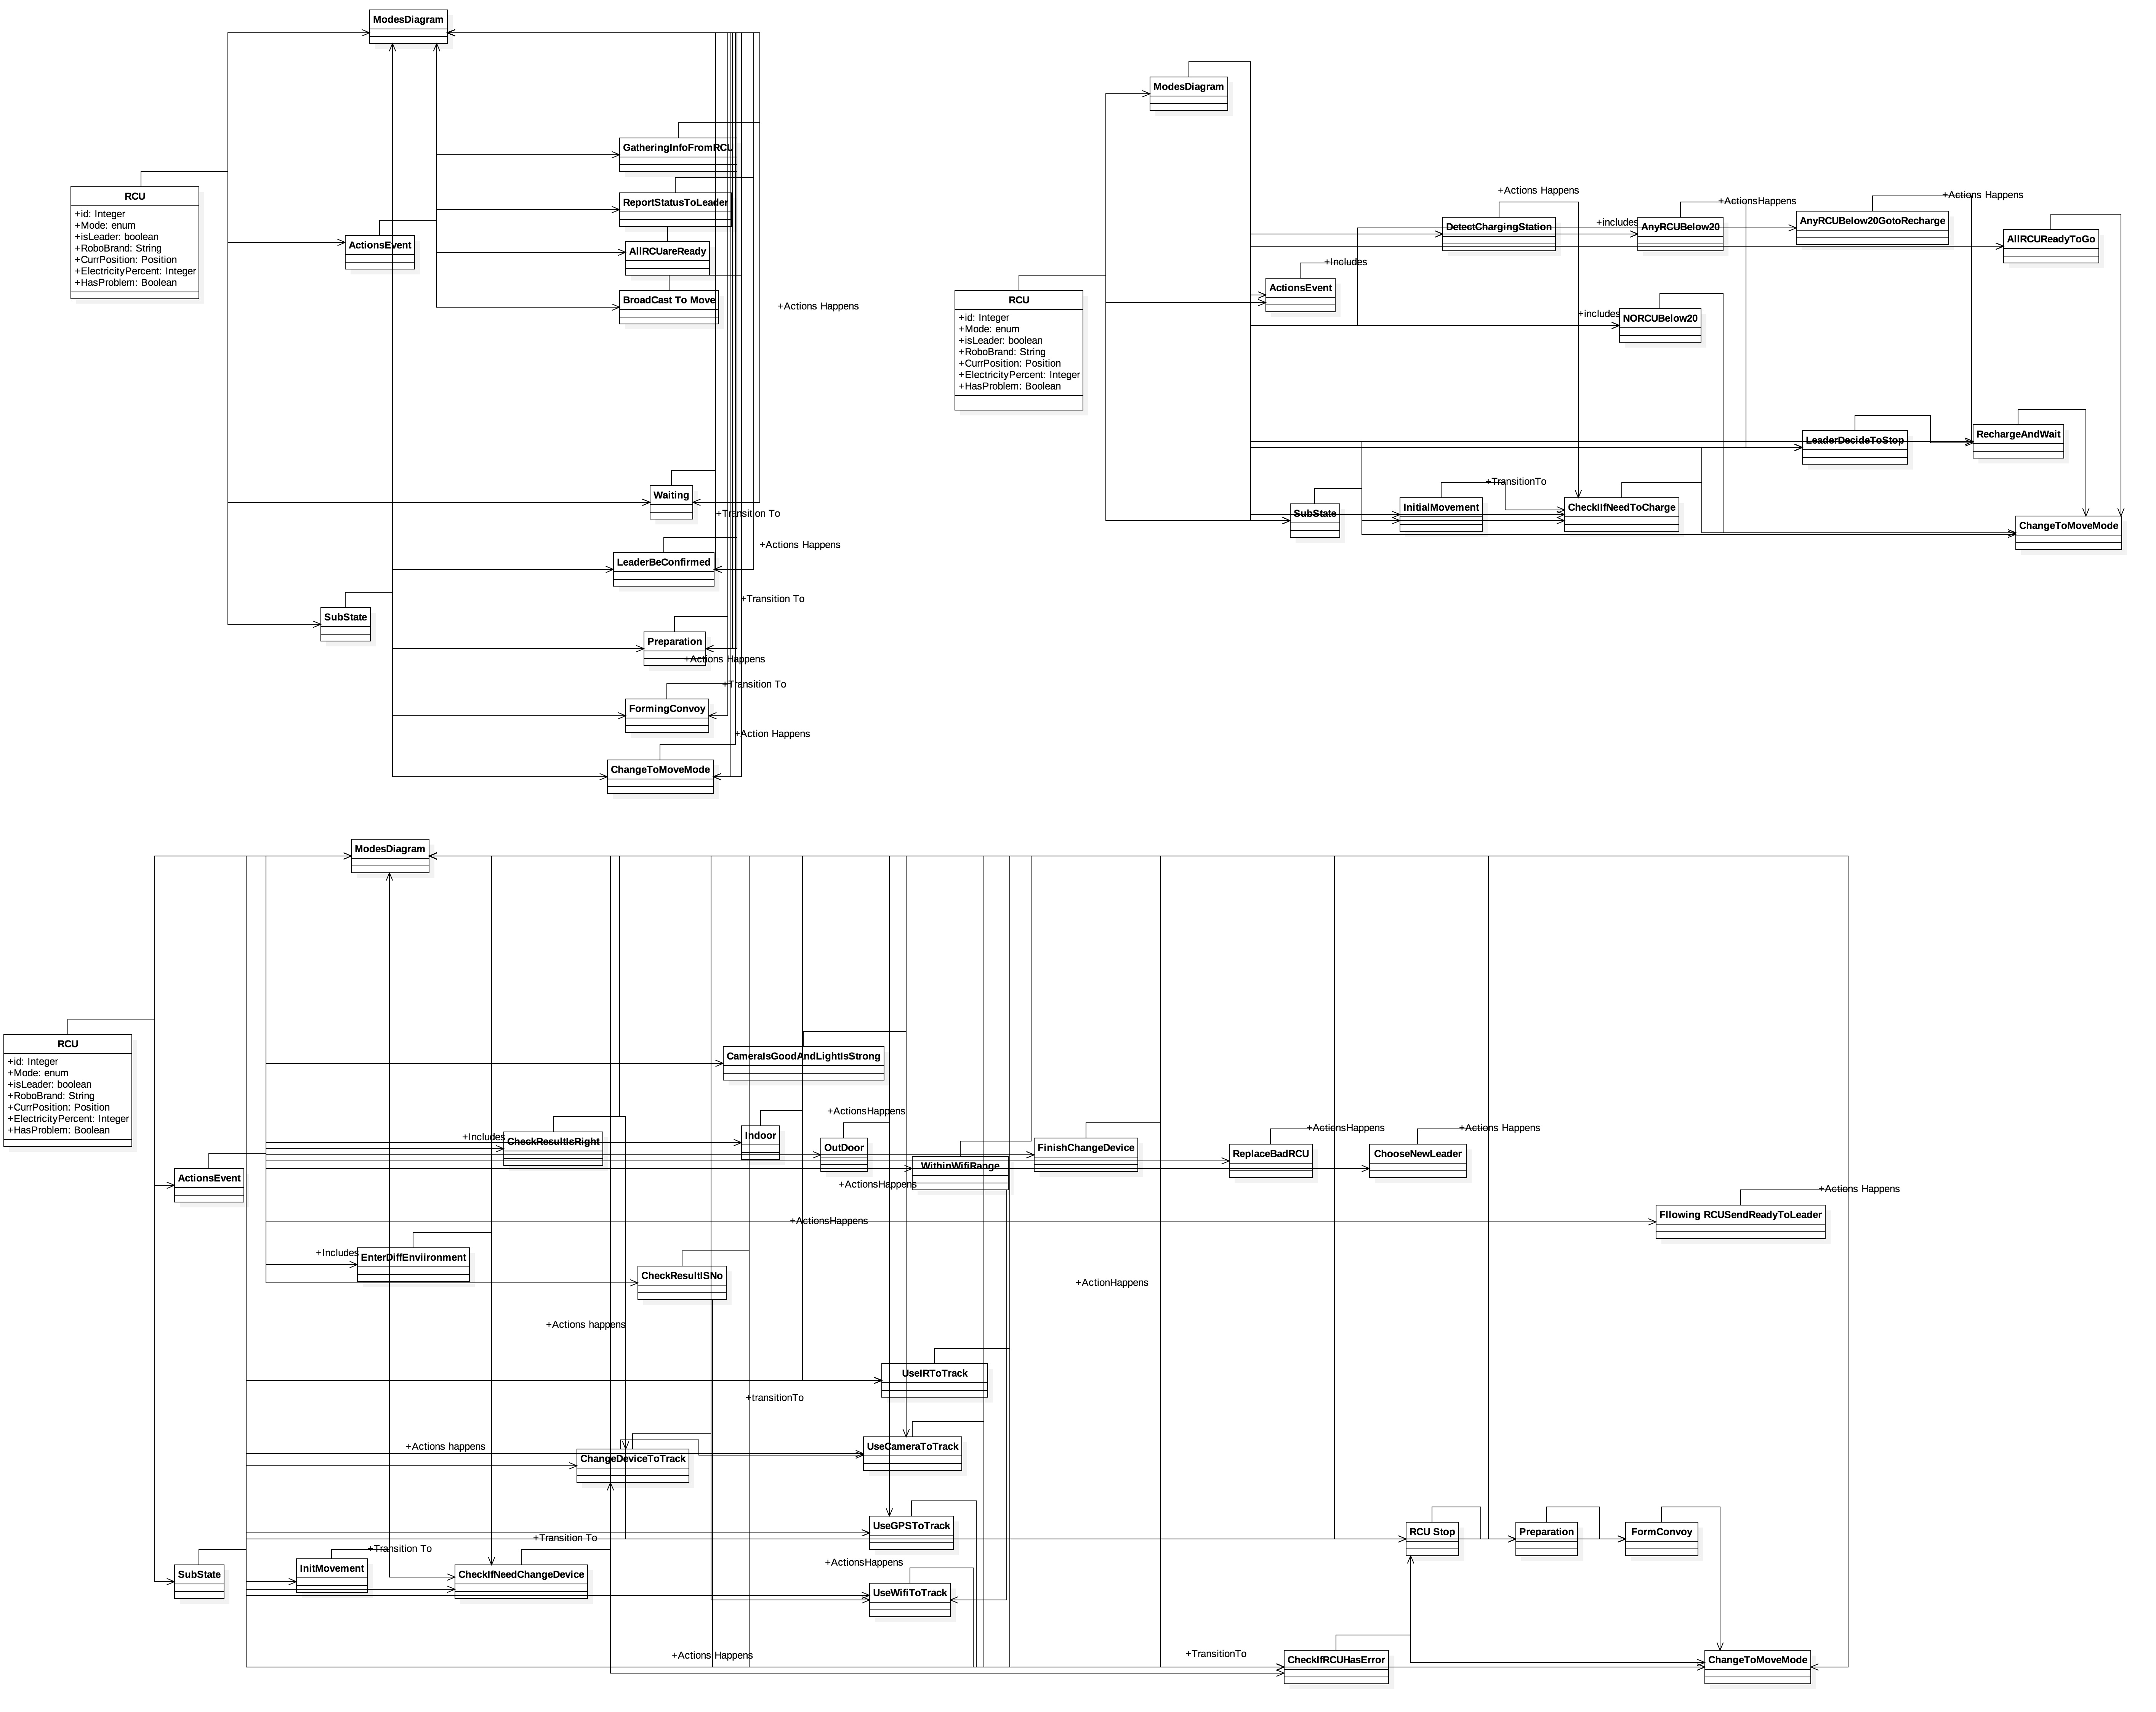 ModesDiagram
GatheringInfoFromRCU
RCU
+id: Integer
+Mode: enum
+isLeader: boolean
+RoboBrand: String
+CurrPosition: Position
+ElectricityPercent: Integer
+HasProblem: Boolean
ReportStatusToLeader
ActionsEvent
AllRCUareReady
BroadCast To Move
+Actions Happens
Waiting
+Transition To
+Actions Happens
LeaderBeConfirmed
+Transition To
SubState
Preparation
+Actions Happens
+Transition To
FormingConvoy
+Action Happens
ChangeToMoveMode
ModesDiagram
+Actions Happens
+ActionsHappens
+Actions Happens
DetectChargingStation
+includes
AnyRCUBelow20
AnyRCUBelow20GotoRecharge
AllRCUReadyToGo
+Includes
ActionsEvent
RCU
+id: Integer
+Mode: enum
+isLeader: boolean
+RoboBrand: String
+CurrPosition: Position
+ElectricityPercent: Integer
+HasProblem: Boolean
+includes
NORCUBelow20
LeaderDecideToStop
RechargeAndWait
+TransitionTo
SubState
InitialMovement
CheckIIfNeedToCharge
ChangeToMoveMode
ModesDiagram
RCU
+id: Integer
+Mode: enum
+isLeader: boolean
+RoboBrand: String
+CurrPosition: Position
+ElectricityPercent: Integer
+HasProblem: Boolean
CameraIsGoodAndLightIsStrong
+ActionsHappens
+Includes
CheckResultIsRight
Indoor
OutDoor
WithinWifiRange
FinishChangeDevice
+ActionsHappens
ReplaceBadRCU
+Actions Happens
ChooseNewLeader
ActionsEvent
+ActionsHappens
+Actions Happens
+ActionsHappens
Fllowing RCUSendReadyToLeader
+Includes
EnterDiffEnviironment
CheckResultISNo
+ActionHappens
+Actions happens
UseIRToTrack
+transitionTo
+Actions happens
ChangeDeviceToTrack
UseCameraToTrack
UseGPSToTrack
RCU Stop
Preparation
FormConvoy
+Transition To
+Transition To
SubState
InitMovement
CheckIfNeedChangeDevice
+ActionsHappens
UseWifiToTrack
+Actions Happens
+TransitionTo
CheckIfRCUHasError
ChangeToMoveMode